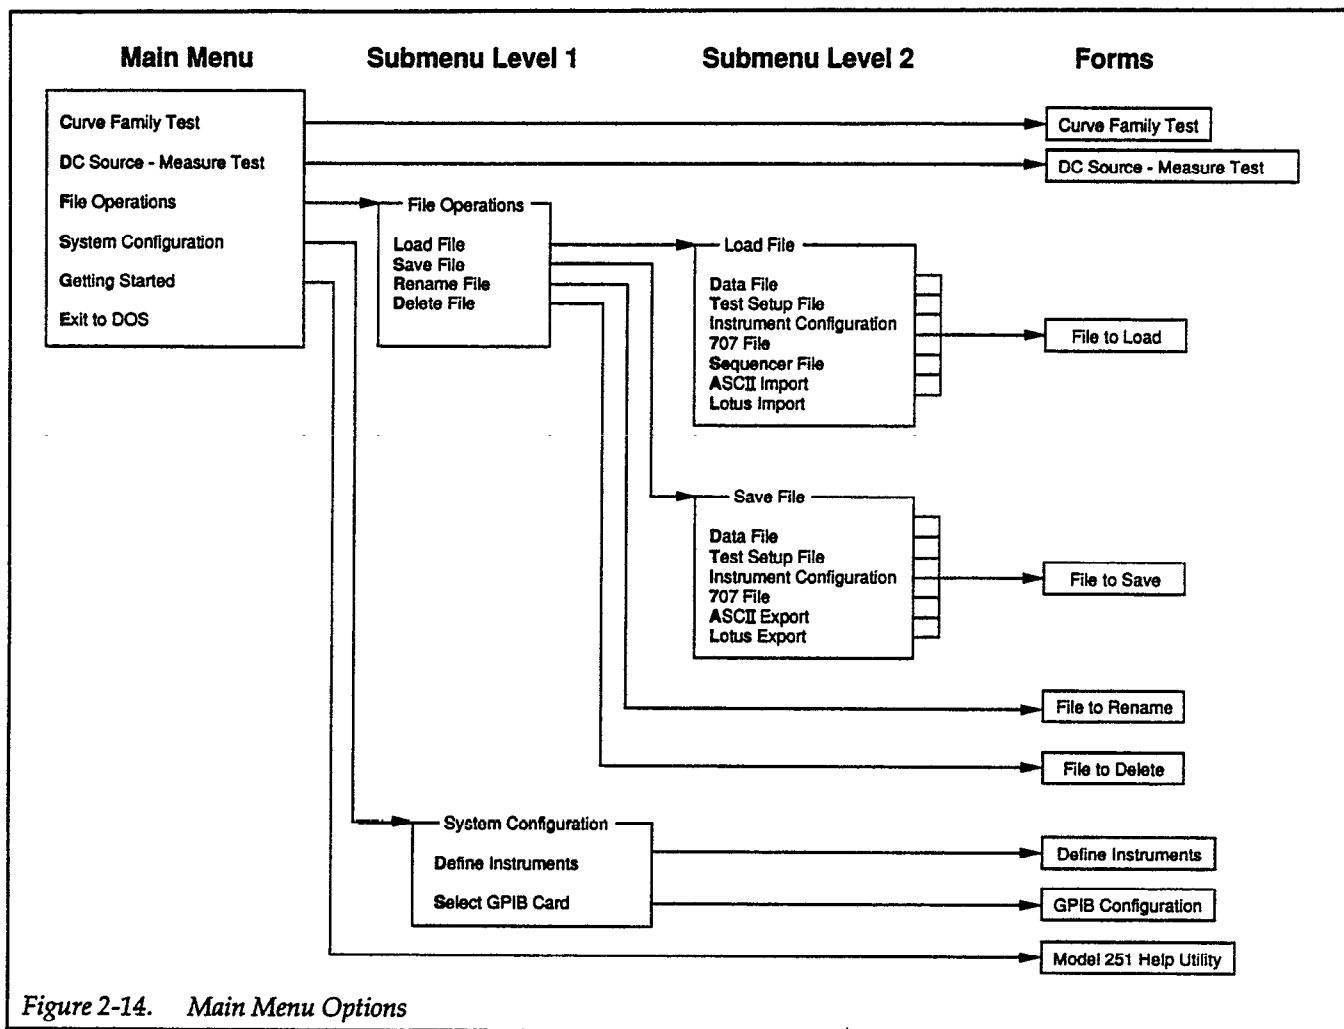 Main Menu
Submenu Level 1
Submenu Level 2
Forms
Curve Family Test
DC Source - Measure Test
File Operations
System Configuration
Getting Started
Exit to DOS
File Operations
Load File
Save File
Rename File
Delete File
Load File
Data File
Test Setup File
Instrument Configuration
707 File
Sequencer File
ASCII Import
Lotus Import
Save File
Data File
Test Setup File
Instrument Configuration
707 File
ASCII Export
Lotus Export
System Configuration
Define Instruments
Select GPIB Card
Curve Family Test
DC Source - Measure Test
File to Load
File to Save
File to Rename
File to Delete
Define Instruments
GPIB Configuration
Model 251 Help Utility
Figure 2-14. Main Menu Options